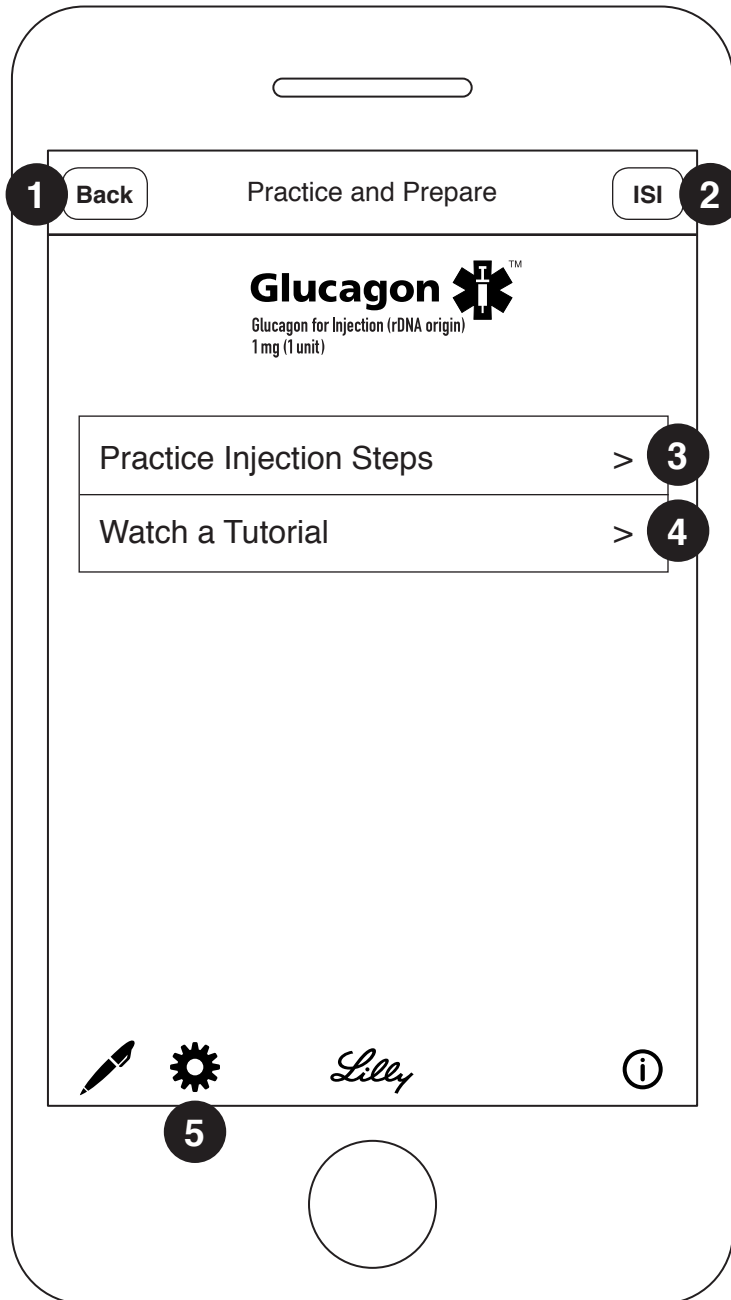 1 Back Practice and Prepare ISI 2
Glucagon ™
Glucagon for Injection (rDNA origin)
1 mg (1 unit)
Practice Injection Steps > 3
Watch a Tutorial > 4
Lilly i
5